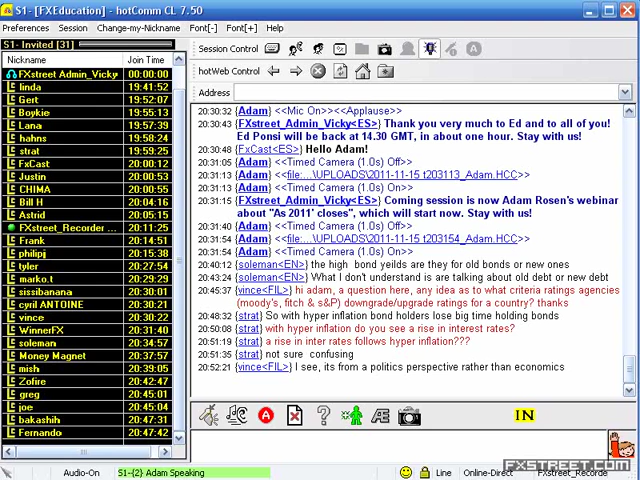 S1- [FXEducation] - hotComm CL 7.50
Preferences Session Change-my-Nickname Font[-] Font[+] Help
S1- Invited [31]
Nickname Join Time
FXstreet Admin_Vicky 00:00:00
linda 19:41:52
Gert 19:52:07
Boykie 19:55:13
Lana 19:57:39
hahns 19:58:24
strat 19:59:25
FxCast 20:00:12
Justin 20:00:53
CHIMA 20:01:00
Bill H 20:04:16
Astrid 20:05:15
FXstreet_Recorder ... 20:11:25
Frank 20:14:51
philipj 20:15:38
tyler 20:27:54
marko.t 20:29:29
sissibanana 20:30:01
cyril ANTOINE 20:30:21
vince 20:30:22
WinnerFX 20:31:40
soleman 20:34:57
Money Magnet 20:37:57
mish 20:39:05
Zofire 20:42:47
greg 20:45:01
joe 20:45:04
bakashih 20:47:31
Fernando 20:47:42
Session Control
hotWeb Control
Address
20:30:32 {Adam} <<Mic On>><<Applause>>
20:30:43 {FXstreet_Admin_Vicky<ES>} Thank you very much to Ed and to all of you!
Ed Ponsi will be back at 14.30 GMT, in about one hour. Stay with us!
20:30:48 {FxCast<ES>} Hello Adam!
20:31:05 {Adam} <<Timed Camera (1.0s) Off>>
20:31:13 {Adam} <<file:...\UPLOADS\2011-11-15 t203113_Adam.HCC>>
20:31:13 {Adam} <<Timed Camera (1.0s) On>>
20:31:15 {FXstreet_Admin_Vicky<ES>} Coming session is now Adam Rosen's webinar
about "As 2011' closes", which will start now. Stay with us!
20:31:40 {Adam} <<Timed Camera (1.0s) Off>>
20:31:54 {Adam} <<file:...\UPLOADS\2011-11-15 t203154_Adam.HCC>>
20:31:54 {Adam} <<Timed Camera (1.0s) On>>
20:40:12 {soleman<EN>} the high bond yeilds are they for old bonds or new ones
20:43:24 {soleman<EN>} What I don't understand is are talking about old debt or new debt
20:45:37 {vince<FIL>} hi adam, a question here, any idea as to what criteria ratings agencies
(moody's, fitch & s&P) downgrade/upgrade ratings for a country? thanks
20:48:32 {strat} So with hyper inflation bond holders lose big time holding bonds
20:50:08 {strat} with hyper inflation do you see a rise in interest rates?
20:51:19 {strat} a rise in inter rates follows hyper inflation???
20:51:35 {strat} not sure confusing
20:52:21 {vince<FIL>} I see, its from a politics perspective rather than economics
IN
Audio-On S1-{2} Adam Speaking Line Online-Direct FXstreet_Recorde
FXSTREET.COM